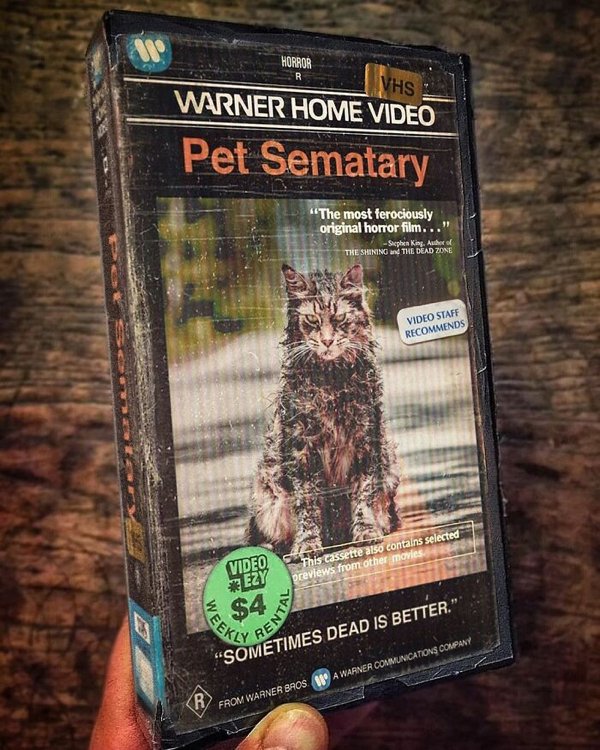 HORROR
R
VHS
WARNER HOME VIDEO
Pet Sematary
“The most ferociously
original horror film...”
—Stephen King, Author of
THE SHINING and THE DEAD ZONE
VIDEO STAFF
RECOMMENDS
This cassette also contains selected
previews from other movies.
VIDEO
EZY
$4
WEEKLY RENTAL
“SOMETIMES DEAD IS BETTER.”
R
FROM WARNER BROS
A WARNER COMMUNICATIONS COMPANY
Pet Sematary